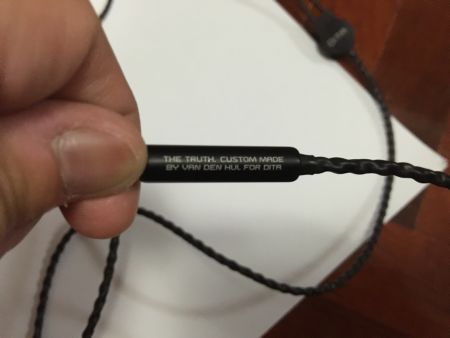 THE TRUTH. CUSTOM MADE
BY VAN DEN HUL FOR DITA